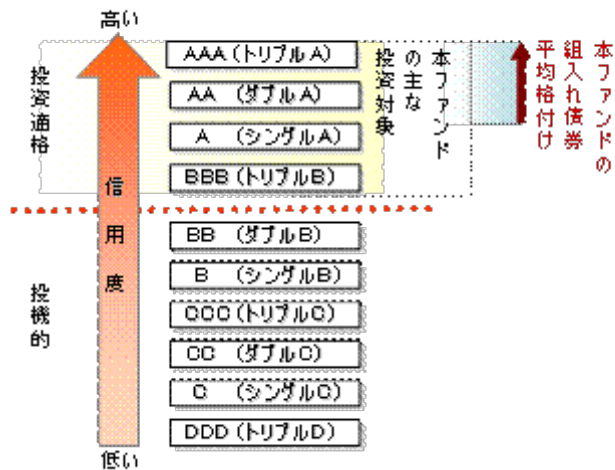 高い
投資適格
信用度
AAA (トリプルA)
AA (ダブルA)
A (シングルA)
BBB (トリプルB)
本ファンド
の主な
投資対象
本ファンドの
組入れ債券
平均格付け
投機的
BB (ダブルB)
B (シングルB)
CCC (トリプルC)
CC (ダブルC)
C (シングルC)
DDD (トリプルD)
低い